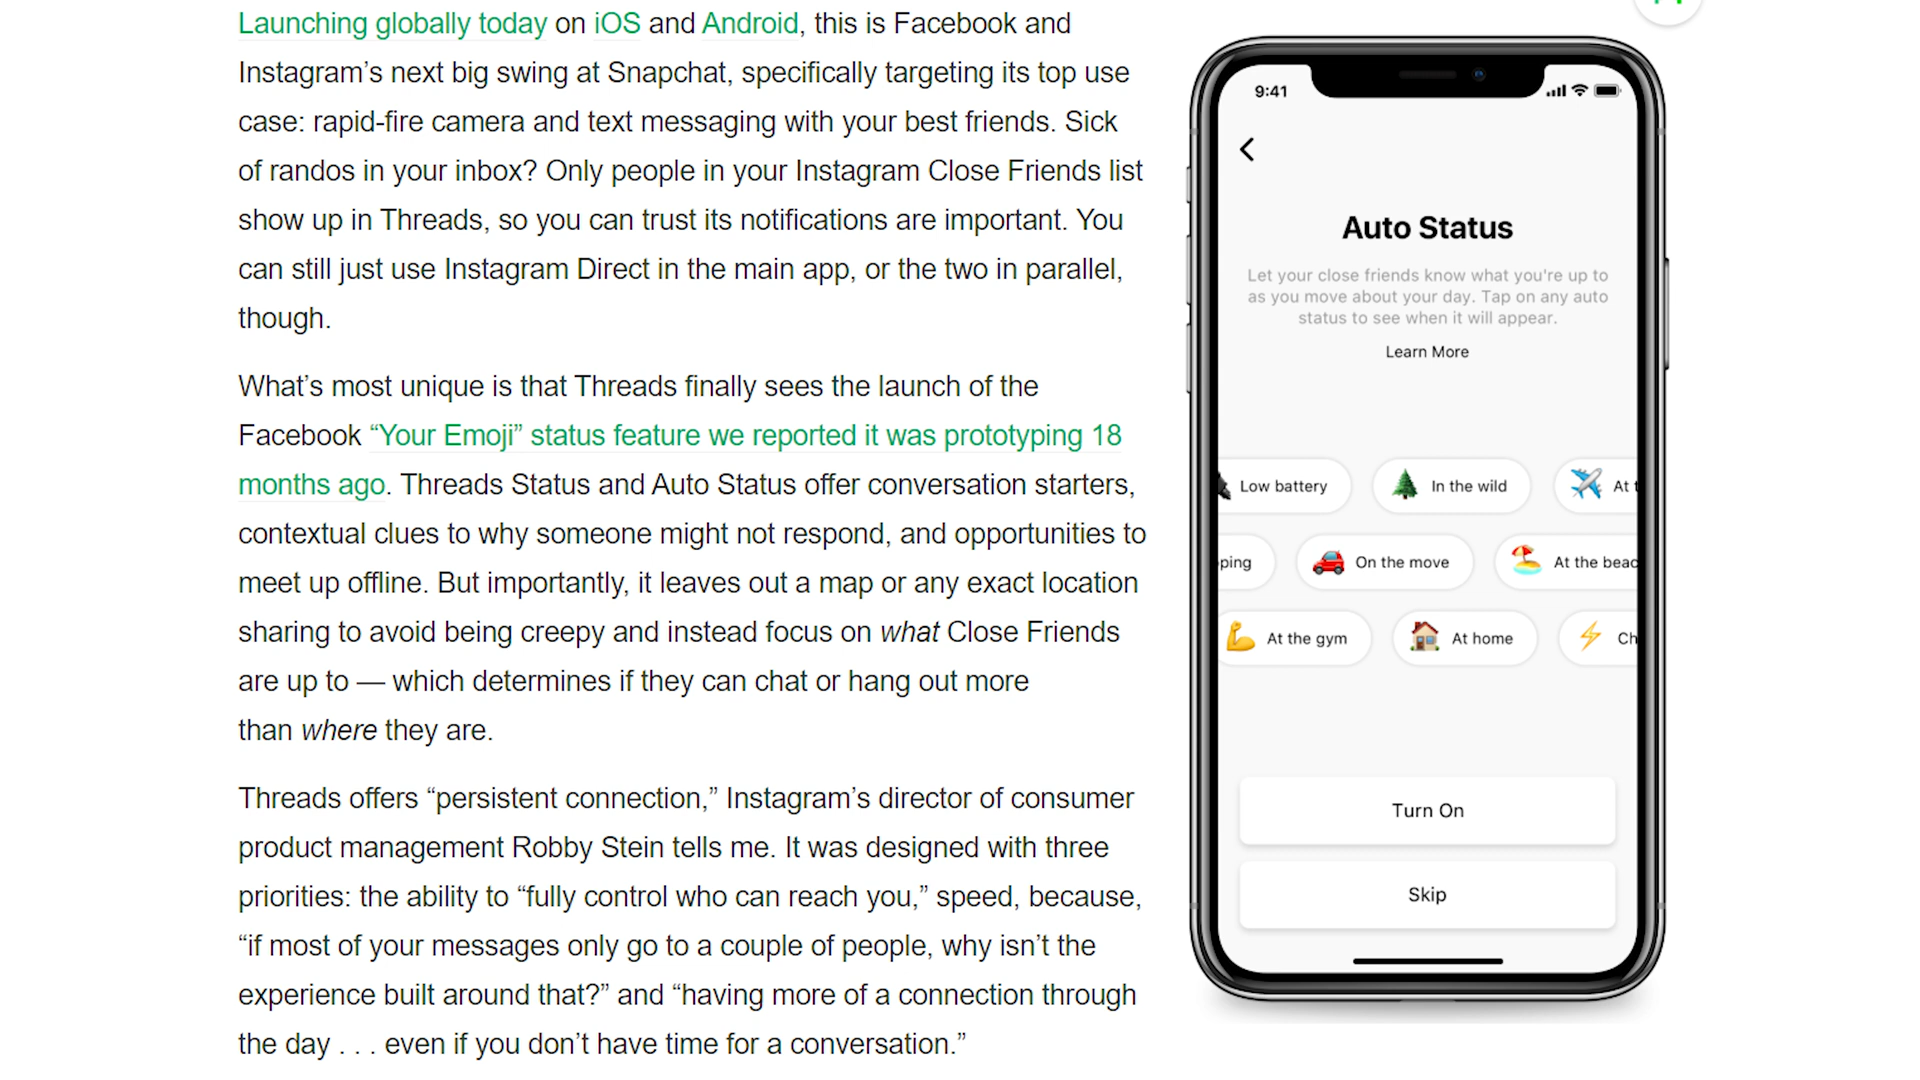 Launching globally today on iOS and Android, this is Facebook and
Instagram’s next big swing at Snapchat, specifically targeting its top use
case: rapid-fire camera and text messaging with your best friends. Sick
of randos in your inbox? Only people in your Instagram Close Friends list
show up in Threads, so you can trust its notifications are important. You
can still just use Instagram Direct in the main app, or the two in parallel,
though.
What’s most unique is that Threads finally sees the launch of the
Facebook “Your Emoji” status feature we reported it was prototyping 18
months ago. Threads Status and Auto Status offer conversation starters,
contextual clues to why someone might not respond, and opportunities to
meet up offline. But importantly, it leaves out a map or any exact location
sharing to avoid being creepy and instead focus on what Close Friends
are up to — which determines if they can chat or hang out more
than where they are.
Threads offers “persistent connection,” Instagram’s director of consumer
product management Robby Stein tells me. It was designed with three
priorities: the ability to “fully control who can reach you,” speed, because,
“if most of your messages only go to a couple of people, why isn’t the
experience built around that?” and “having more of a connection through
the day . . . even if you don’t have time for a conversation.”
9:41
Auto Status
Let your close friends know what you're up to
as you move about your day. Tap on any auto
status to see when it will appear.
Learn More
Low battery In the wild At t
ping On the move At the beac
At the gym At home Ch
Turn On
Skip